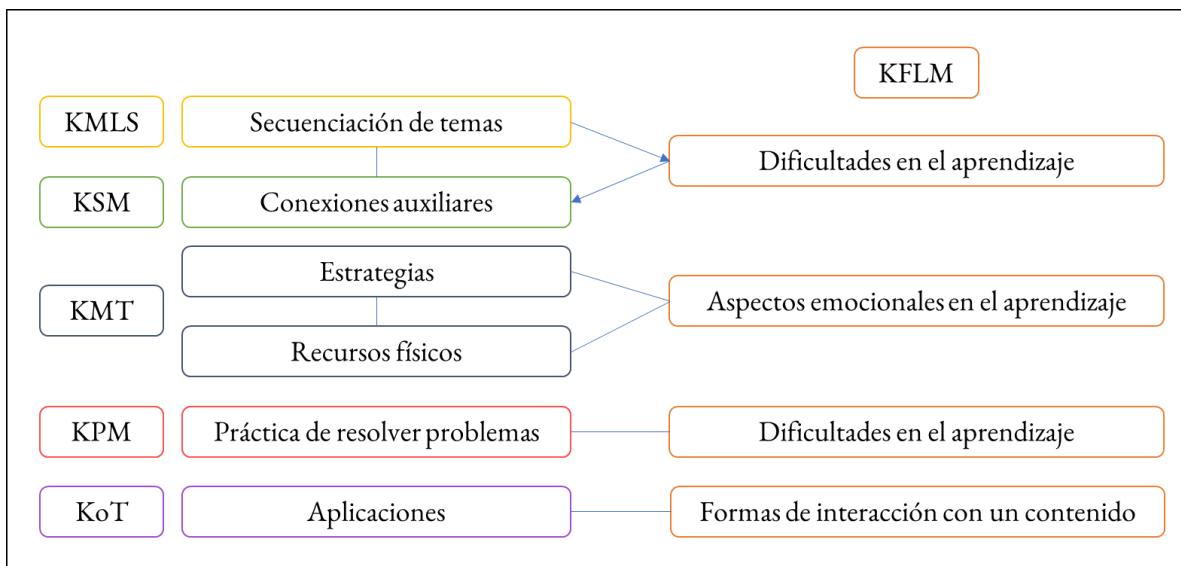 KFLM
KMLS
Secuenciación de temas
Dificultades en el aprendizaje
KSM
Conexiones auxiliares
KMT
Estrategias
Aspectos emocionales en el aprendizaje
Recursos físicos
KPM
Práctica de resolver problemas
Dificultades en el aprendizaje
KoT
Aplicaciones
Formas de interacción con un contenido